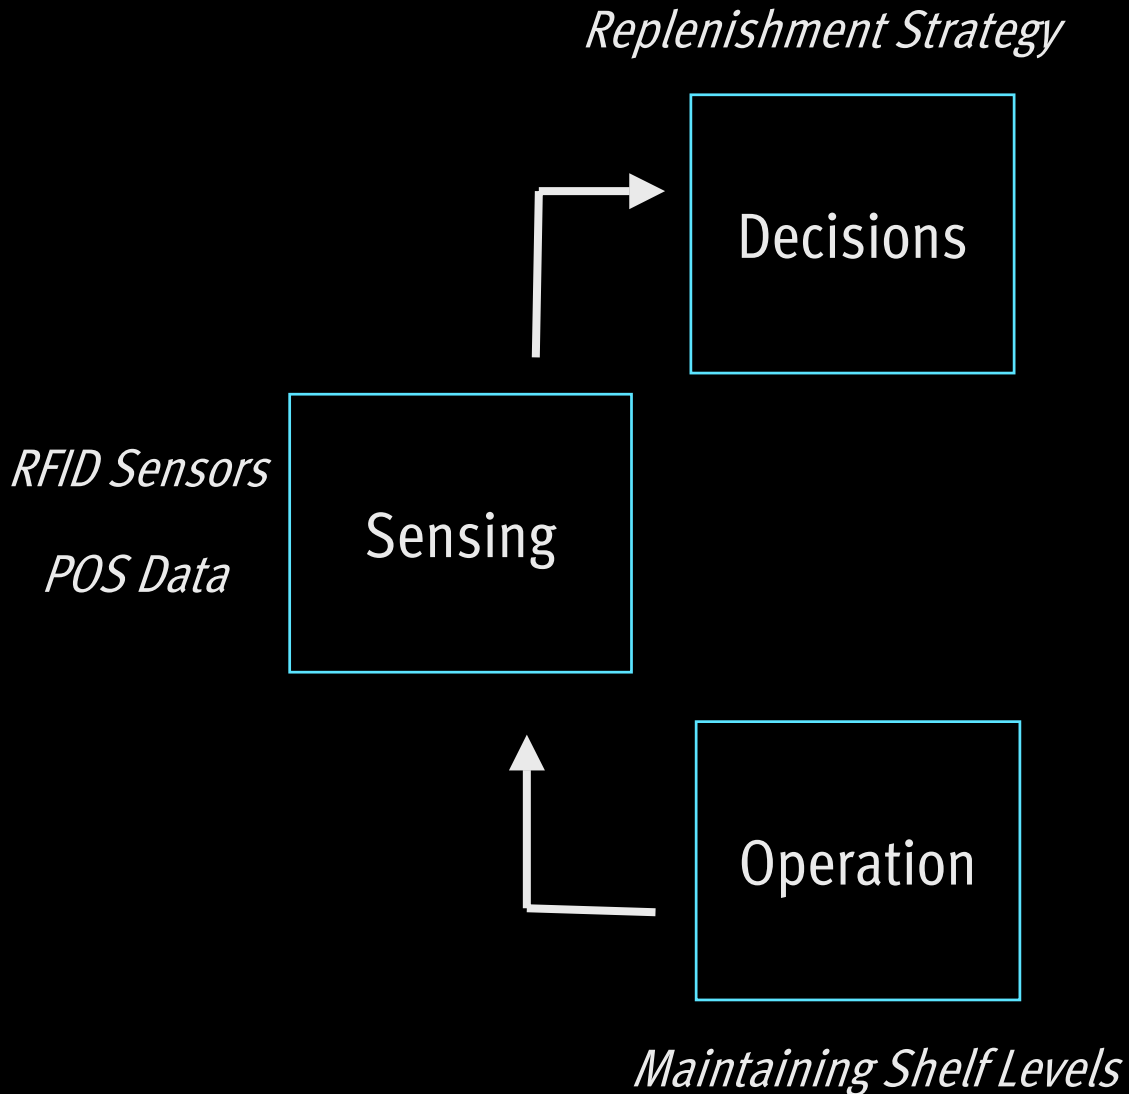 Replenishment Strategy
Decisions
RFID Sensors
Sensing
POS Data
Operation
Maintaining Shelf Levels